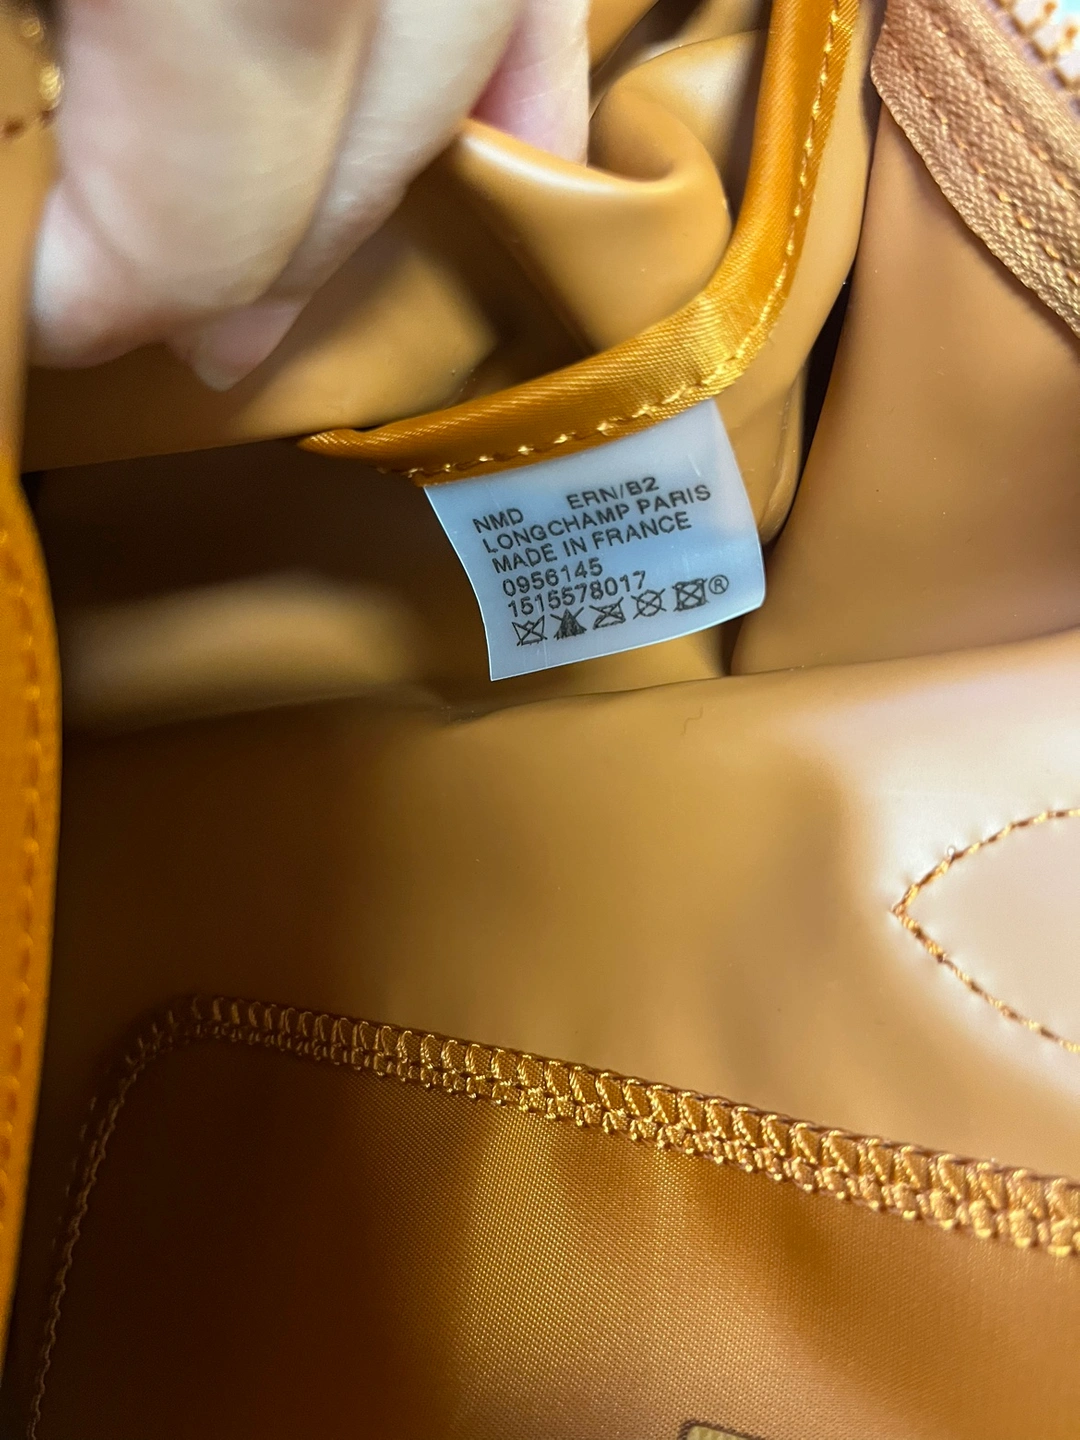 NMD ERN/B2
LONGCHAMP PARIS
MADE IN FRANCE
0956145
1515578017
®